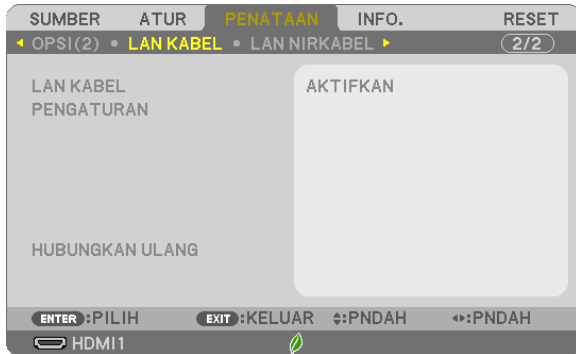 SUMBER ATUR PENATAAN INFO. RESET
OPSI(2) • LAN KABEL • LAN NIRKABEL 2/2
LAN KABEL AKTIFKAN
PENGATURAN
HUBUNGKAN ULANG
ENTER :PILIH EXIT :KELUAR :PNDAH :PNDAH
HDMI1